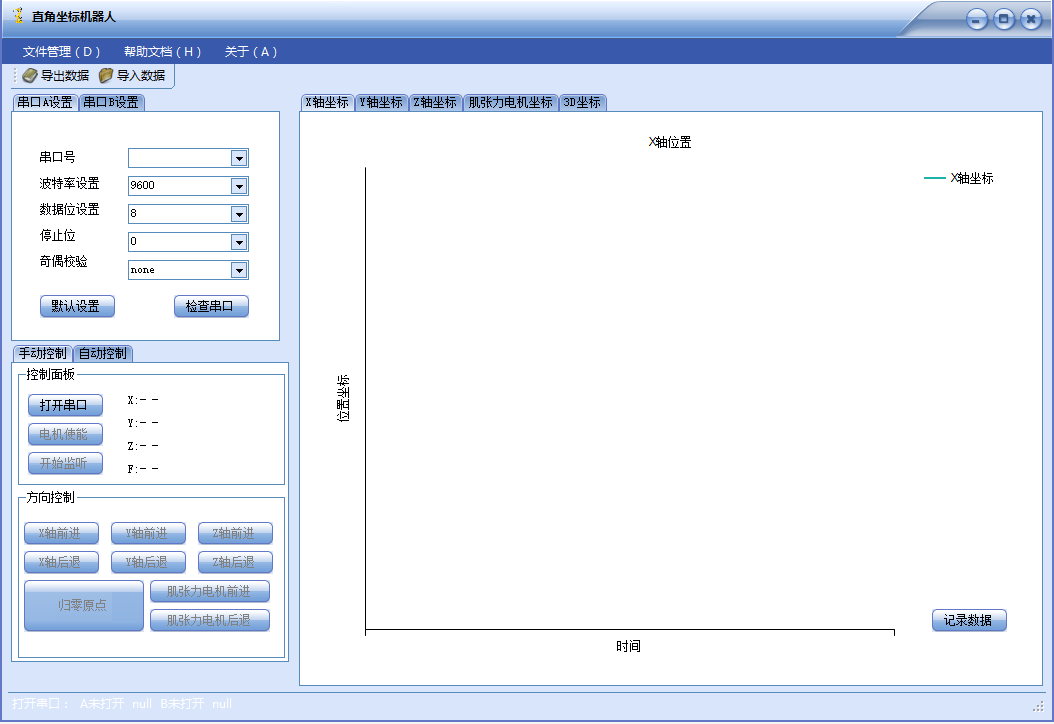 直角坐标机器人
文件管理(D) 帮助文档(H) 关于(A)
导出数据 导入数据
串口A设置 串口B设置
串口号
波特率设置 9600
数据位设置 8
停止位 0
奇偶校验 none
默认设置 检查串口
手动控制 自动控制
控制面板
打开串口 X:- -
电机使能 Y:- -
Z:- -
开始监听 F:- -
方向控制
X轴前进 Y轴前进 Z轴前进
X轴后退 Y轴后退 Z轴后退
归零原点 肌张力电机前进
肌张力电机后退
X轴坐标 Y轴坐标 Z轴坐标 肌张力电机坐标 3D坐标
X轴位置
X轴坐标
位置坐标
时间
记录数据
打开串口: A未打开 null B未打开 null